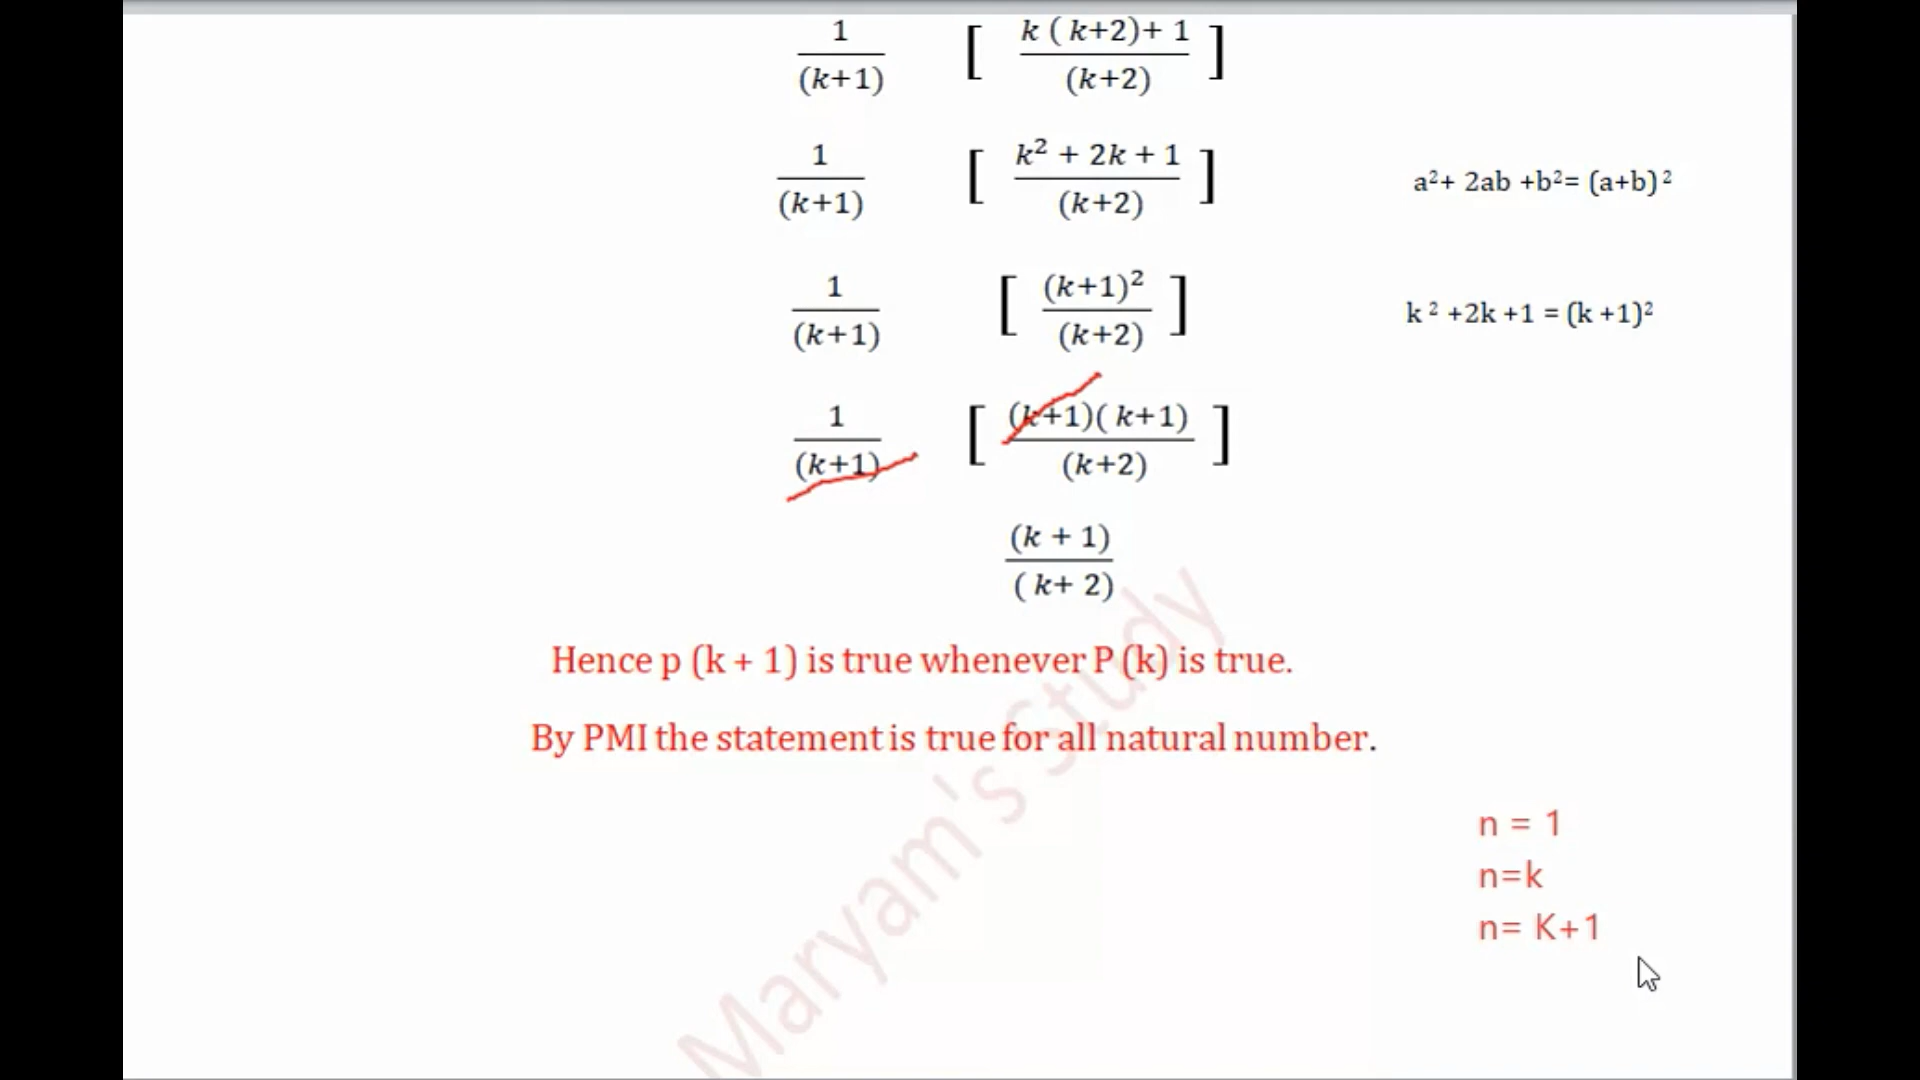 1/(k+1) [ k ( k+2)+ 1/(k+2) ]
1/(k+1) [ k² + 2k + 1/(k+2) ] a²+ 2ab +b²= (a+b)²
1/(k+1) [ (k+1)²/(k+2) ] k² +2k +1 = (k +1)²
1/(k+1) [ (k+1)( k+1)/(k+2) ]
(k + 1)/( k+ 2)
Hence p (k + 1) is true whenever P (k) is true.
By PMI the statement is true for all natural number.
n = 1
n=k
n= K+1
Maryam's Study